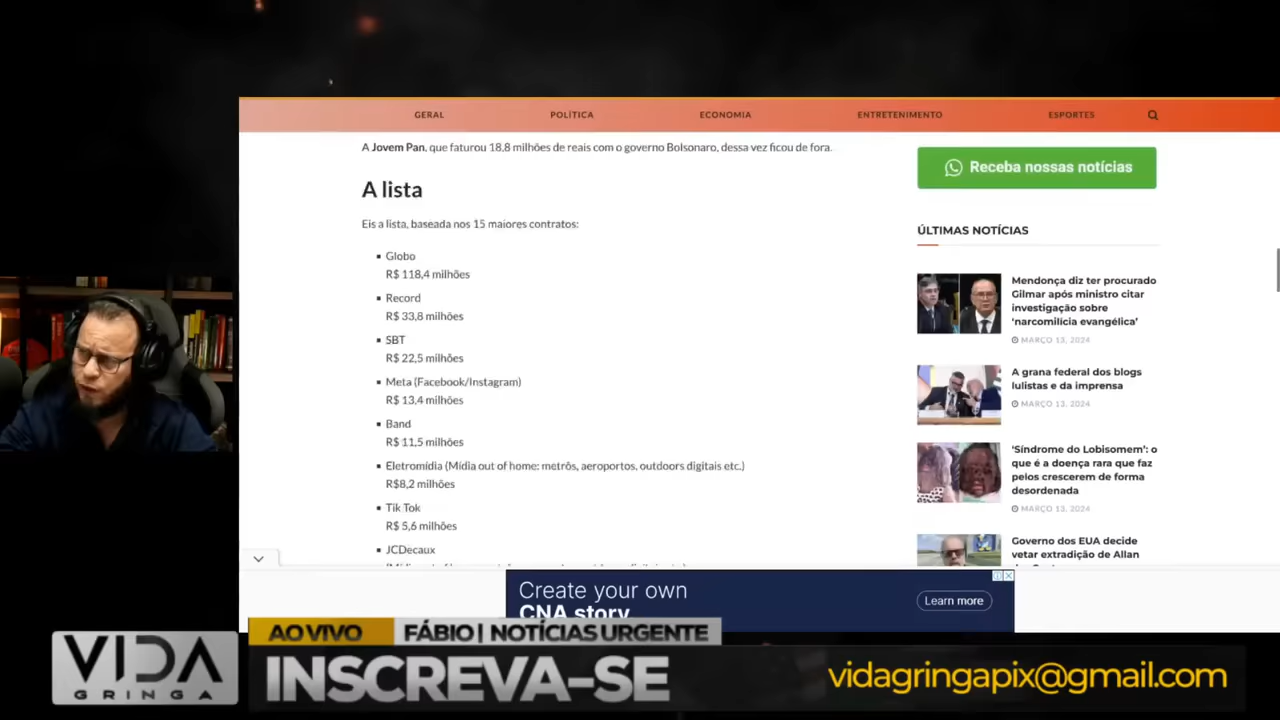 GERAL
POLÍTICA
ECONOMIA
ENTRETENIMENTO
ESPORTES
A Jovem Pan, que faturou 18,8 milhões de reais com o governo Bolsonaro, dessa vez ficou de fora.
A lista
Eis a lista, baseada nos 15 maiores contratos:
Globo
R$ 118,4 milhões
Record
R$ 33,8 milhões
SBT
R$ 22,5 milhões
Meta (Facebook/Instagram)
R$ 13,4 milhões
Band
R$ 11,5 milhões
Eletromídia (Mídia out of home: metrôs, aeroportos, outdoors digitais etc.)
R$8,2 milhões
Tik Tok
R$ 5,6 milhões
JCDecaux
Receba nossas notícias
ÚLTIMAS NOTÍCIAS
Mendonça diz ter procurado
Gilmar após ministro citar
investigação sobre
‘narcomilícia evangélica’
MARÇO 13, 2024
A grana federal dos blogs
lulistas e da imprensa
MARÇO 13, 2024
‘Síndrome do Lobisomem’: o
que é a doença rara que faz
pelos crescerem de forma
desordenada
MARÇO 13, 2024
Governo dos EUA decide
vetar extradição de Allan
Create your own
CNA story
Learn more
AO VIVO
FÁBIO | NOTÍCIAS URGENTE
VIDA
GRINGA
INSCREVA-SE
vidagringapix@gmail.com